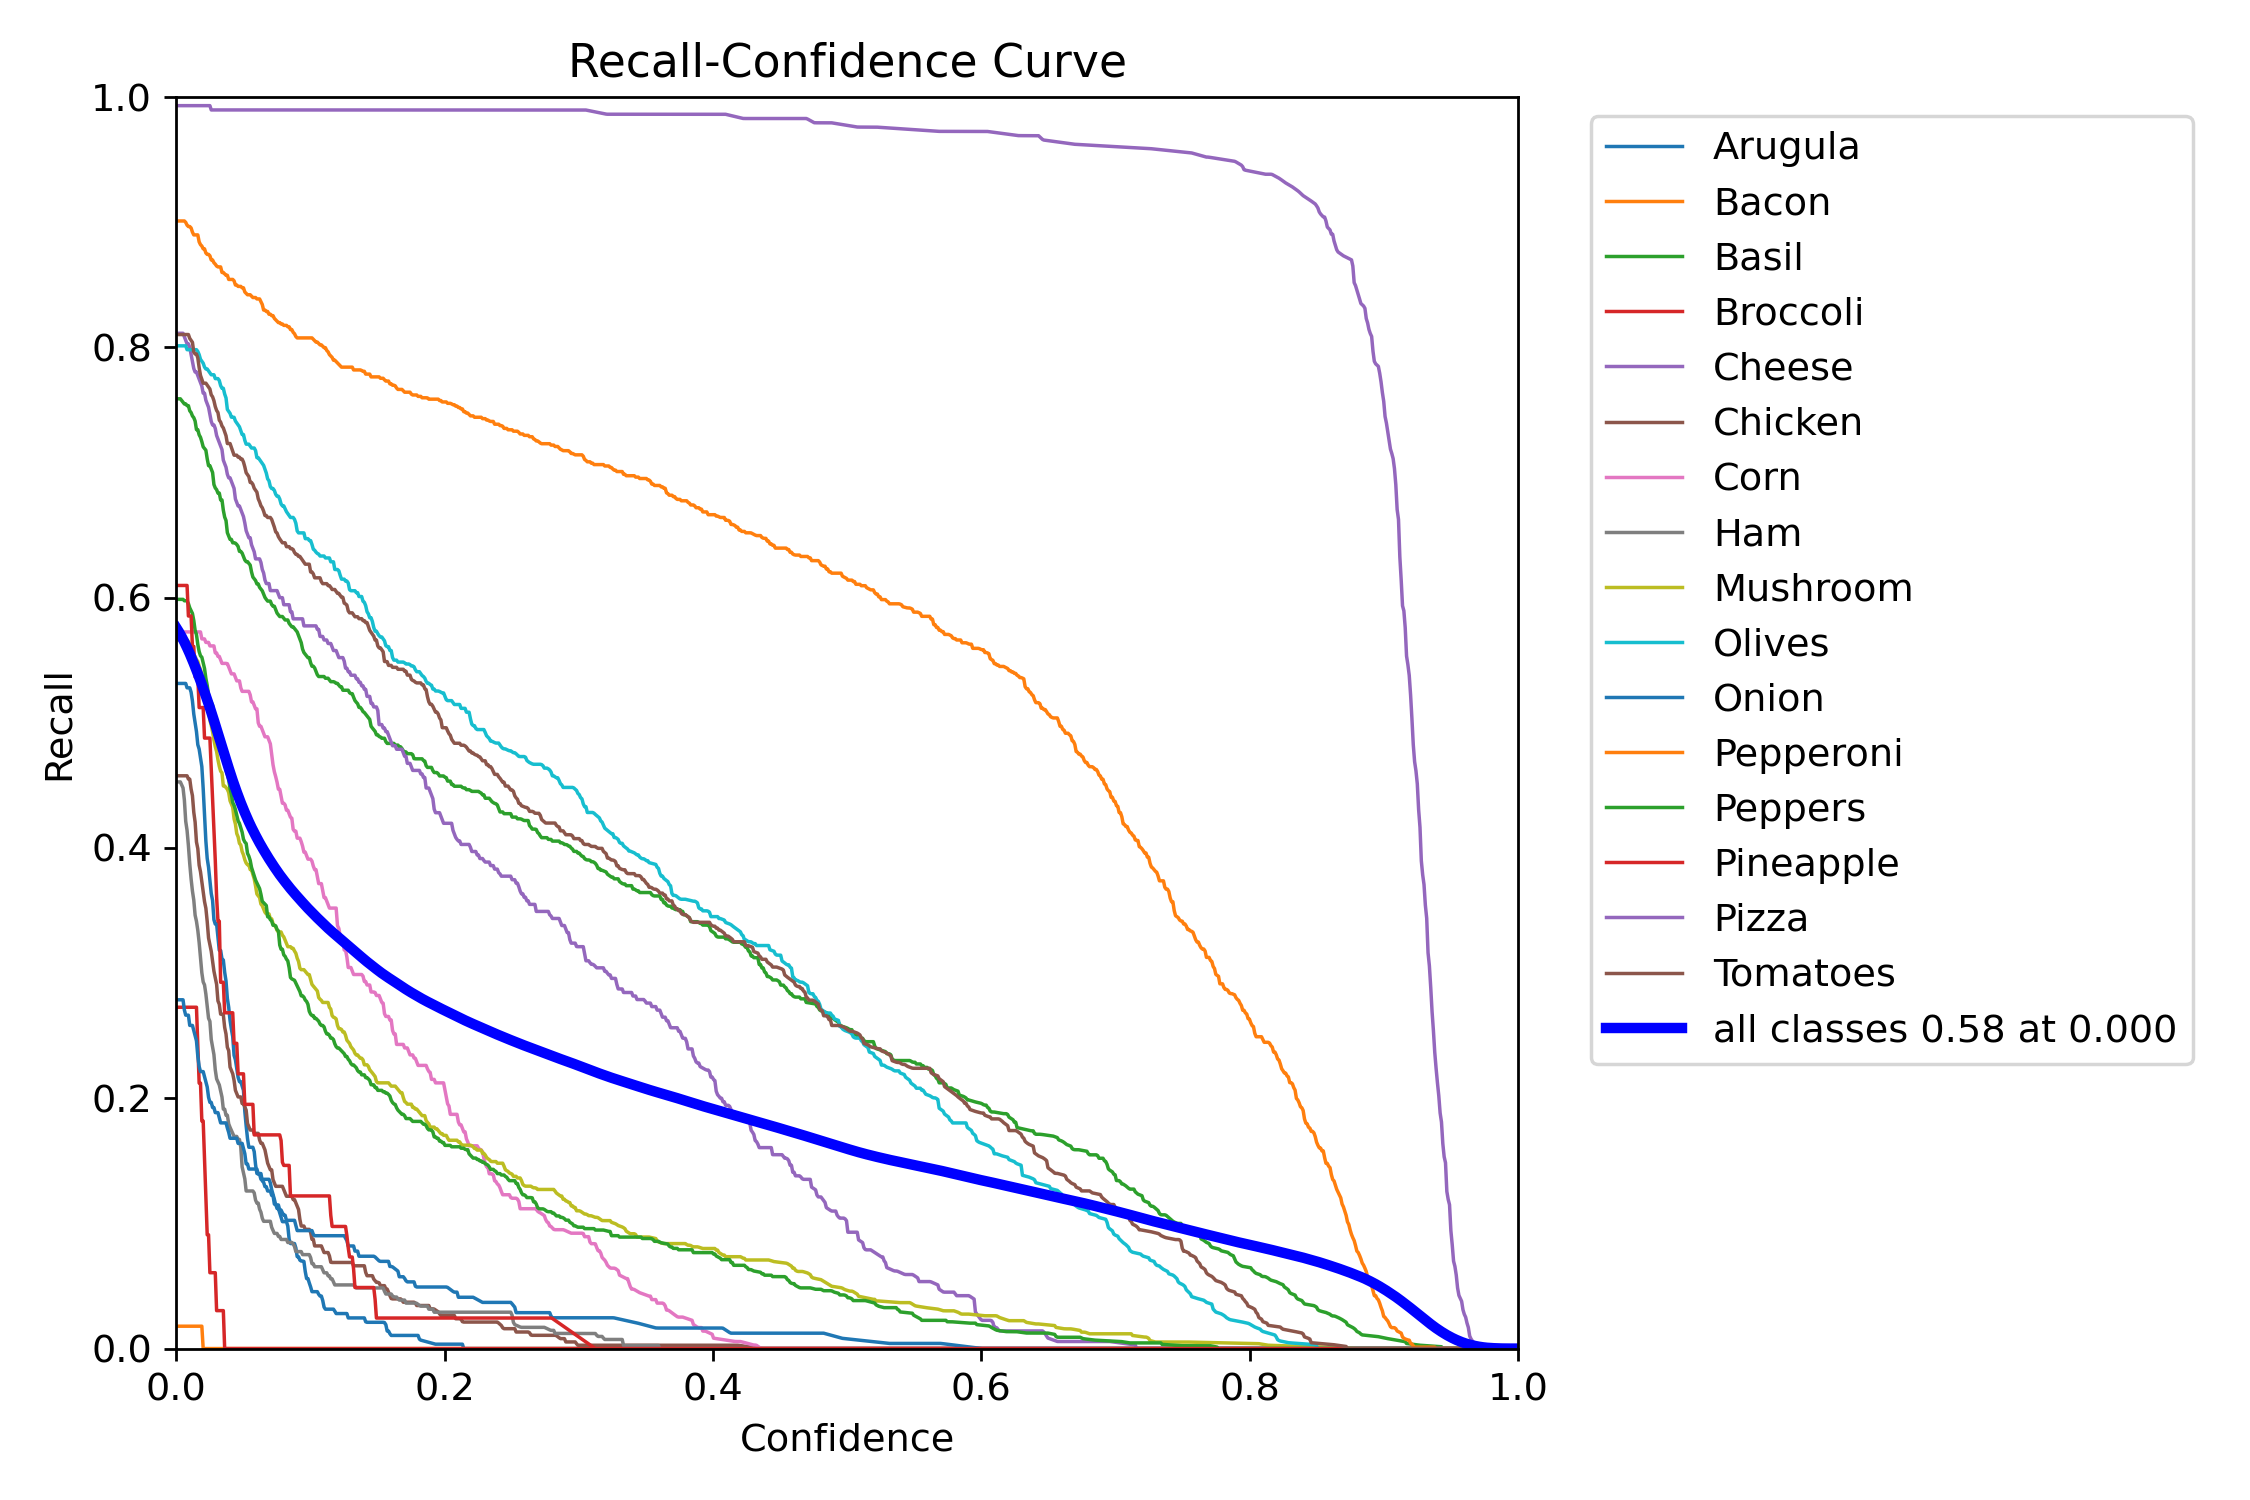 Recall-Confidence Curve
1.0
0.8
0.6
0.4
0.2
0.0
Recall
0.0 0.2 0.4 0.6 0.8 1.0
Confidence
Arugula
Bacon
Basil
Broccoli
Cheese
Chicken
Corn
Ham
Mushroom
Olives
Onion
Pepperoni
Peppers
Pineapple
Pizza
Tomatoes
all classes 0.58 at 0.000